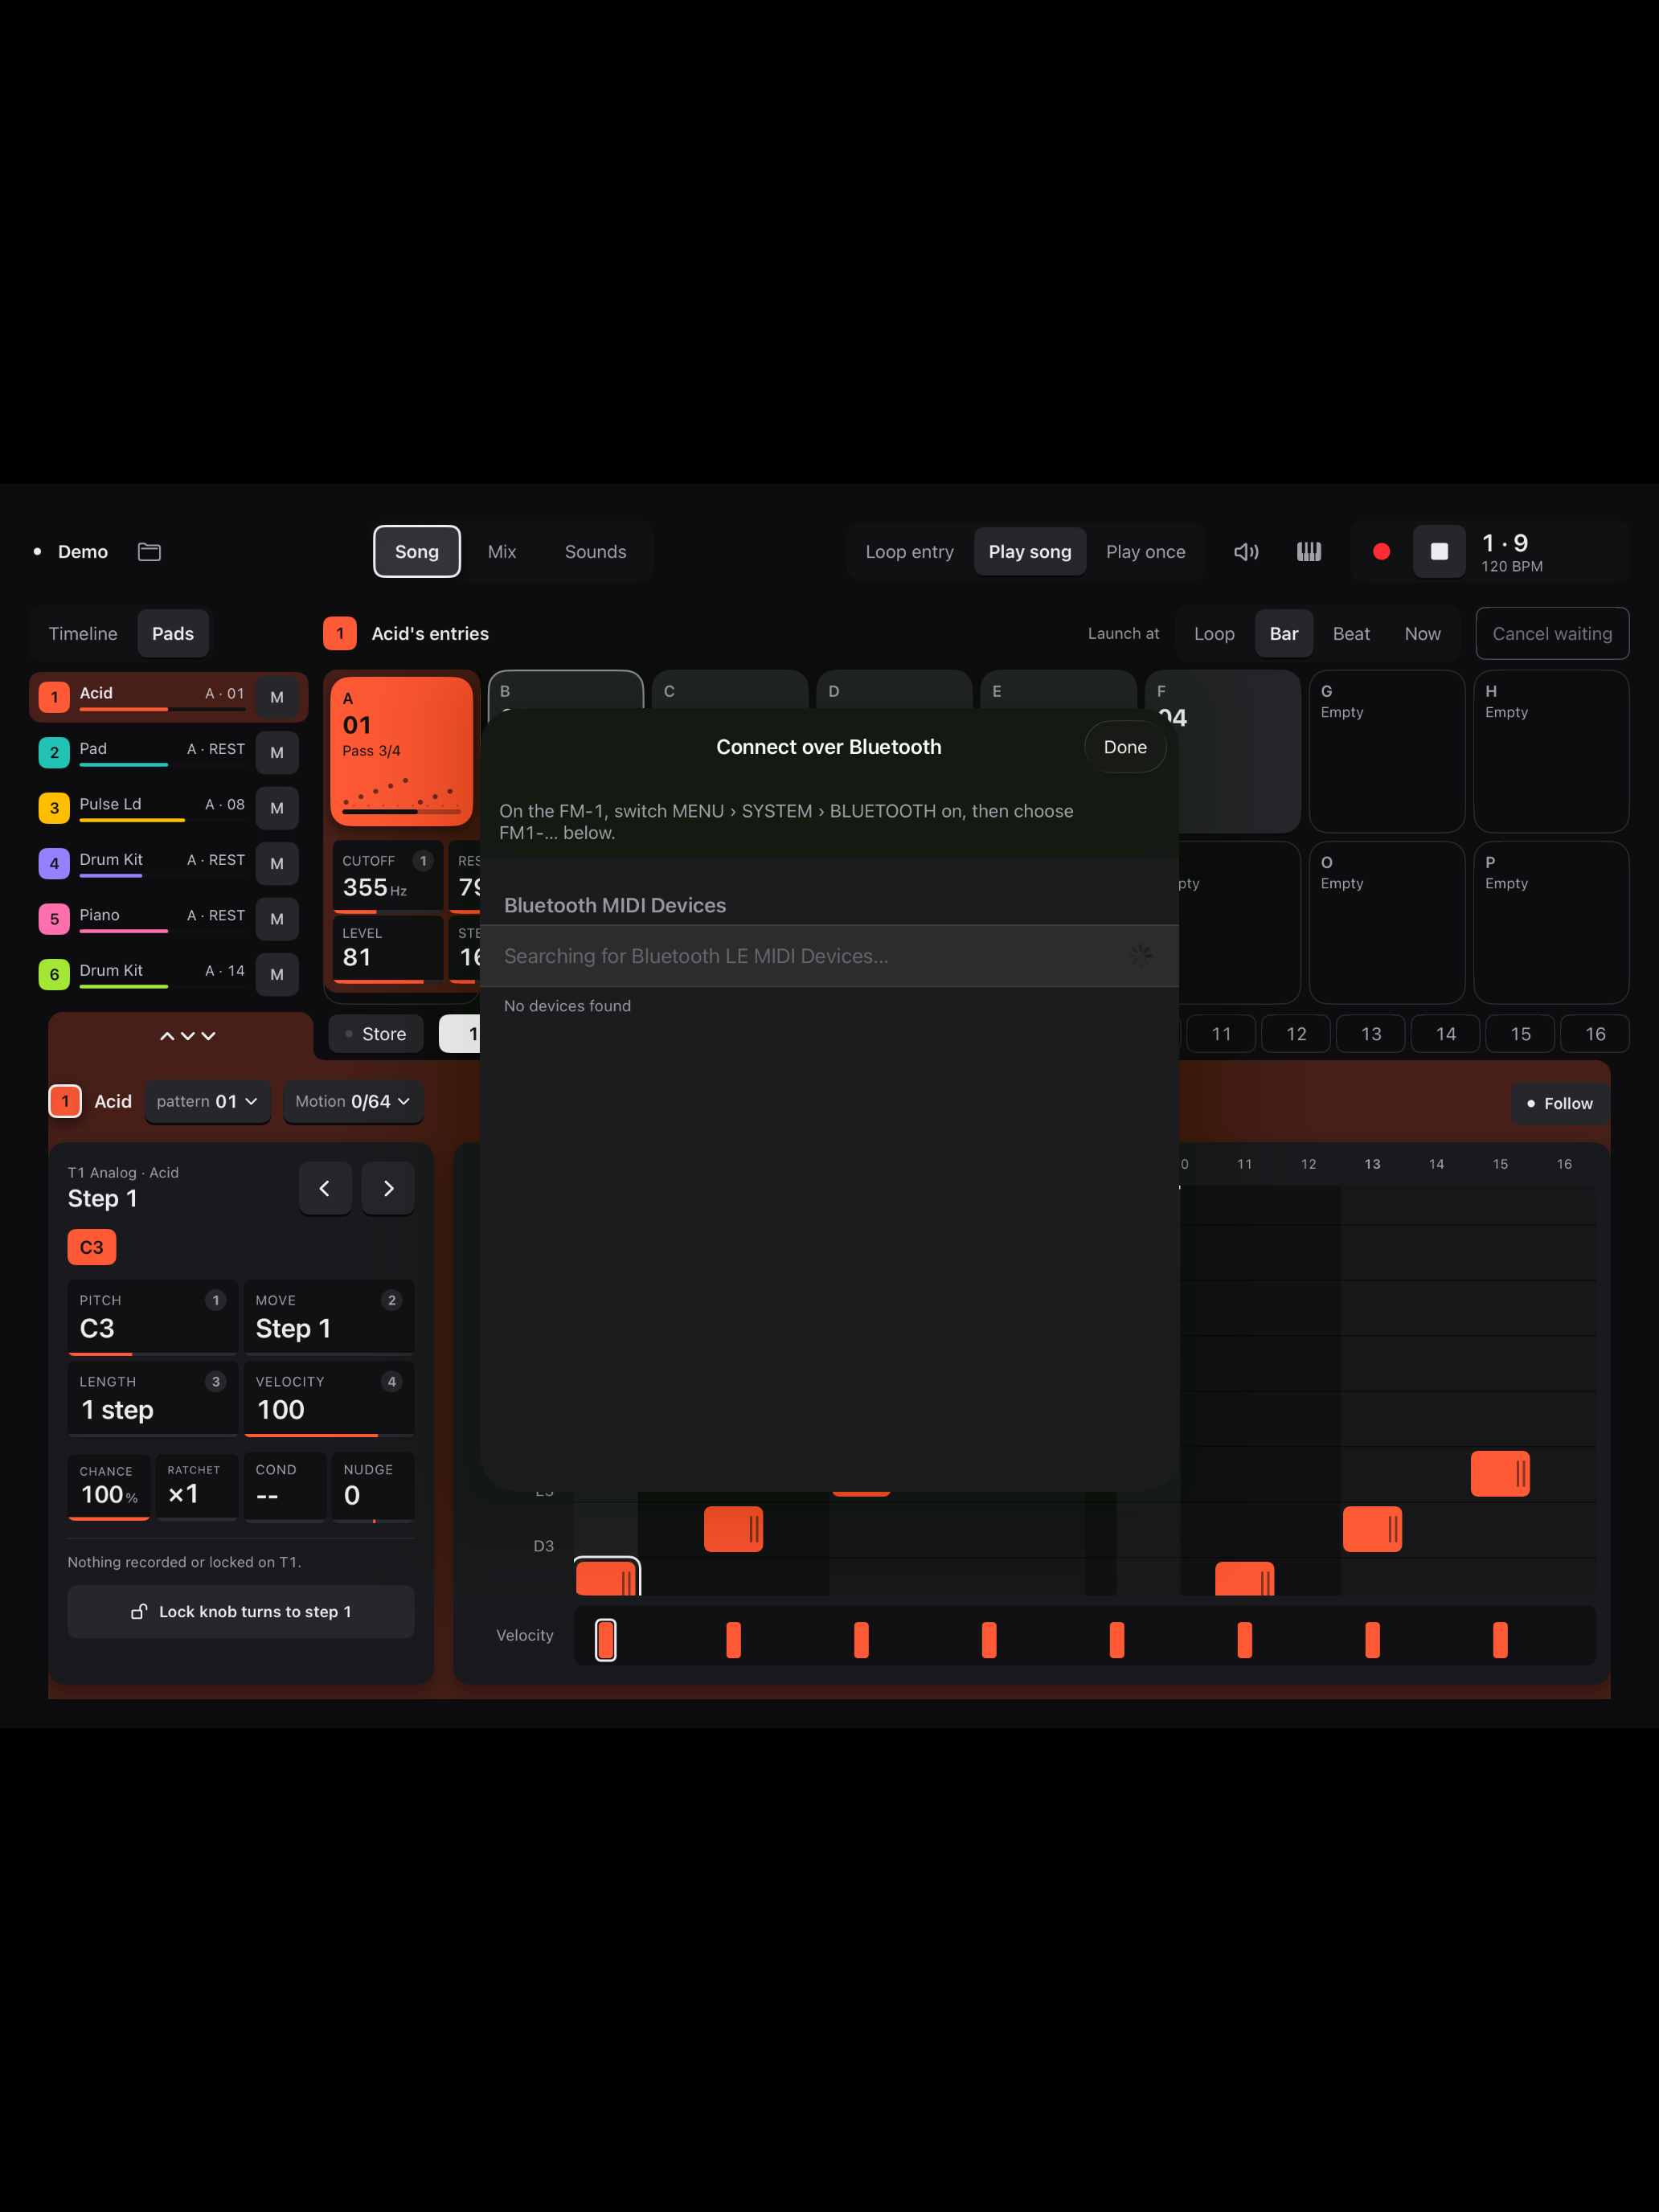 Demo
Song Mix Sounds
Loop entry Play song Play once
1 · 9
120 BPM
Timeline Pads
1 Acid's entries
Launch at Loop Bar Beat Now
Cancel waiting
1 Acid A · 01 M
2 Pad A · REST M
3 Pulse Ld A · 08 M
4 Drum Kit A · REST M
5 Piano A · REST M
6 Drum Kit A · 14 M
A
01
Pass 3/4
B
C
D
E
F
04
G
Empty
H
Empty
CUTOFF 1
355 Hz
LEVEL
81
O
Empty
P
Empty
Connect over Bluetooth
Done
On the FM-1, switch MENU › SYSTEM › BLUETOOTH on, then choose
FM1-... below.
Bluetooth MIDI Devices
Searching for Bluetooth LE MIDI Devices...
No devices found
Store 1
11 12 13 14 15 16
1 Acid pattern 01 Motion 0/64
Follow
T1 Analog · Acid
Step 1
C3
PITCH 1
C3
MOVE 2
Step 1
LENGTH 3
1 step
VELOCITY 4
100
CHANCE
100 %
RATCHET
×1
COND
--
NUDGE
0
Nothing recorded or locked on T1.
Lock knob turns to step 1
11 12 13 14 15 16
D3
Velocity